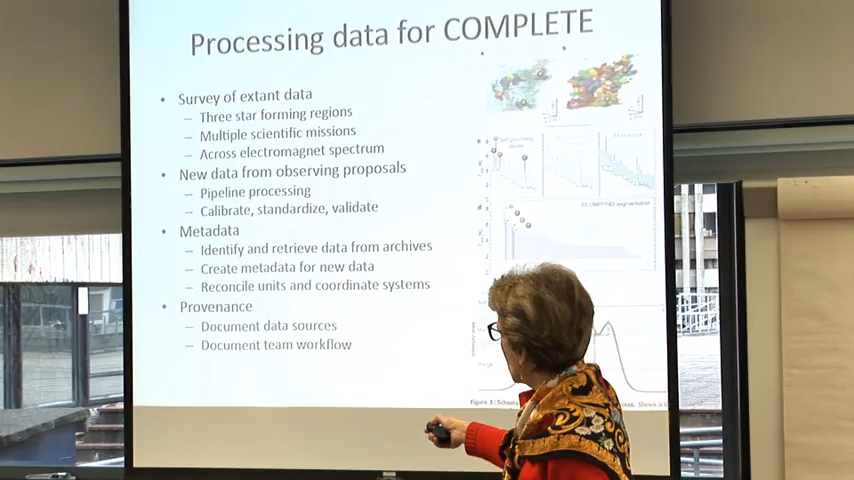 Processing data for COMPLETE
• Survey of extant data
– Three star forming regions
– Multiple scientific missions
– Across electromagnet spectrum
• New data from observing proposals
– Pipeline processing
– Calibrate, standardize, validate
• Metadata
– Identify and retrieve data from archives
– Create metadata for new data
– Reconcile units and coordinate systems
• Provenance
– Document data sources
– Document team workflow
CLUMPFIND segmentation
Figure 3